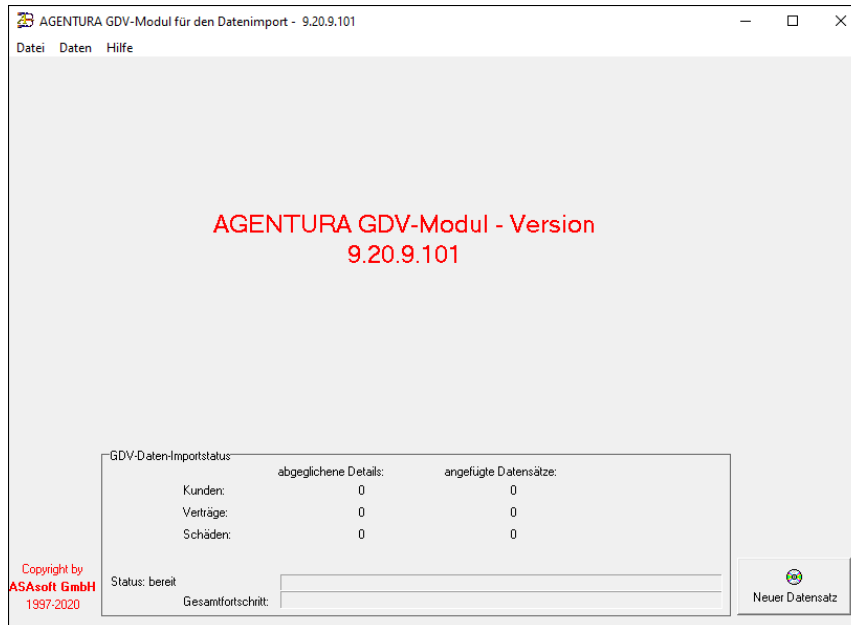 AGENTURA GDV-Modul für den Datenimport - 9.20.9.101
Datei Daten Hilfe
AGENTURA GDV-Modul - Version
9.20.9.101
GDV-Daten-Importstatus
abgeglichene Details: angefügte Datensätze:
Kunden: 0 0
Verträge: 0 0
Schäden: 0 0
Copyright by
ASAsoft GmbH
1997-2020
Status: bereit
Gesamtfortschritt:
Neuer Datensatz